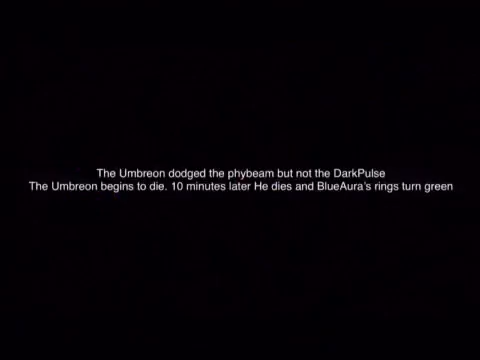 The Umbreon dodged the phybeam but not the DarkPulse
The Umbreon begins to die. 10 minutes later He dies and BlueAura's rings turn green